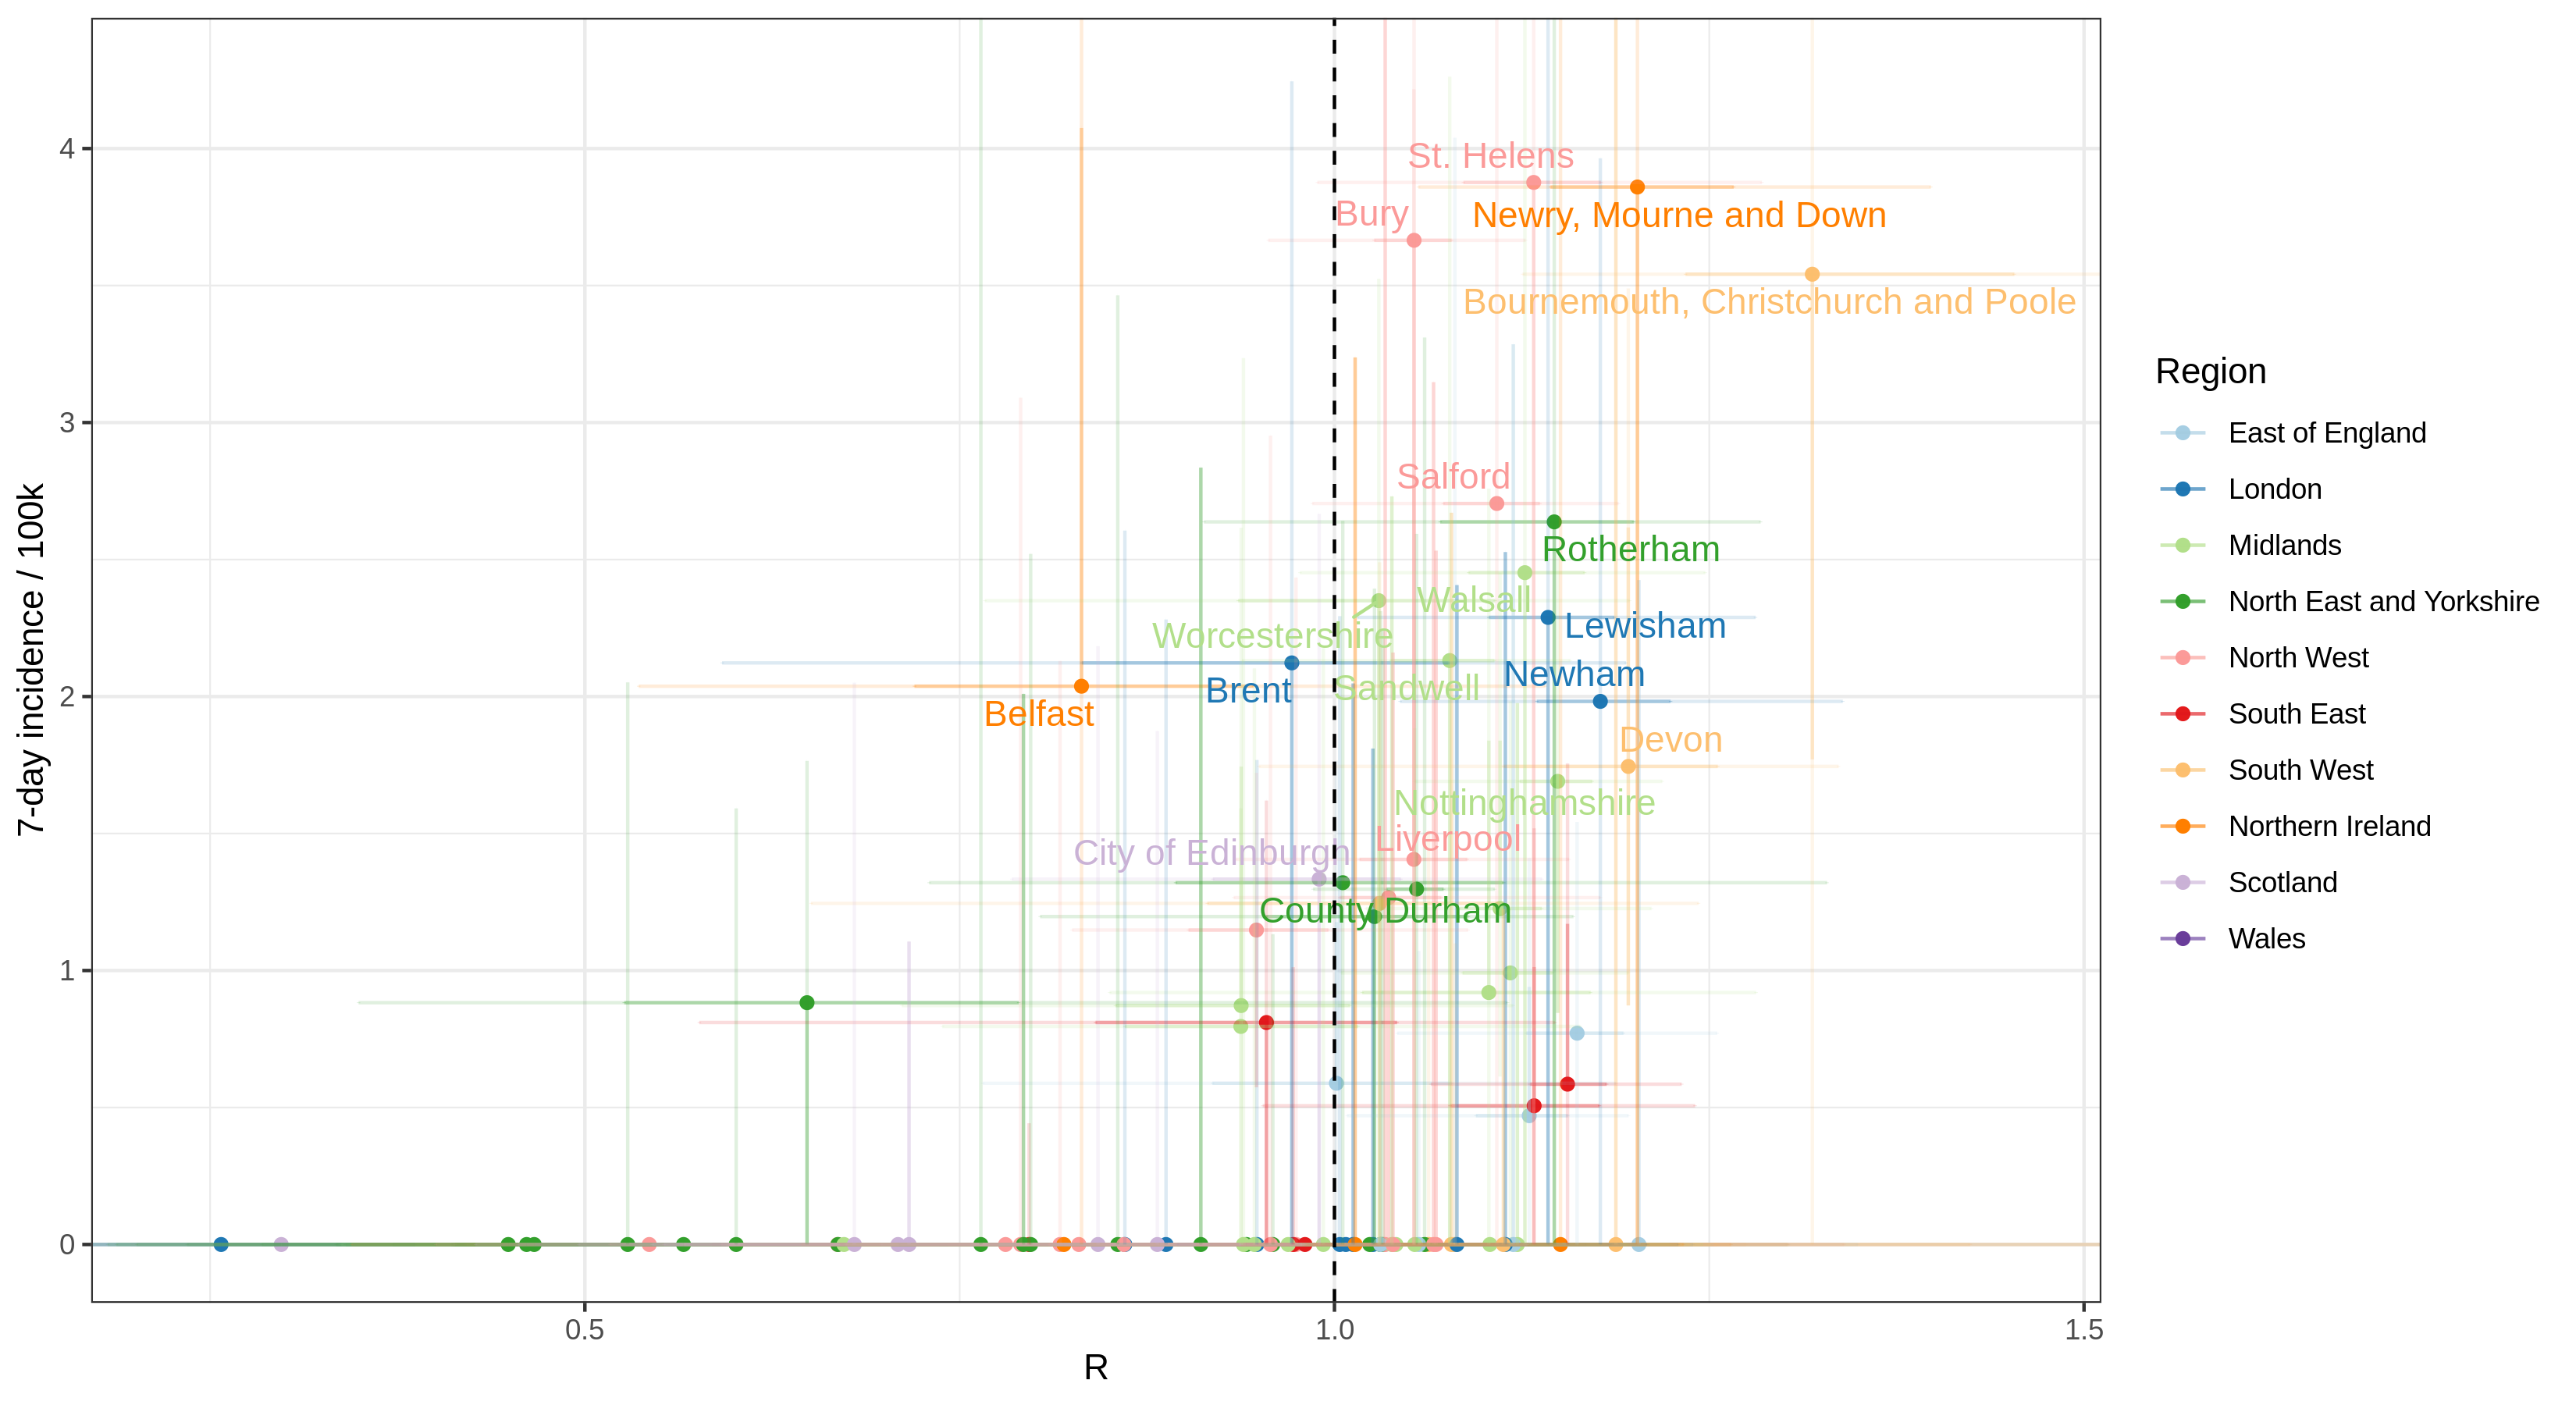 7-day incidence / 100k
4
3
2
1
0
St. Helens
Bury
Newry, Mourne and Down
Bournemouth, Christchurch and Poole
Salford
Rotherham
Walsall
Lewisham
Worcestershire
Newham
Sandwell
Brent
Belfast
Devon
Nottinghamshire
Liverpool
City of Edinburgh
County Durham
0.5
1.0
1.5
R
Region
East of England
London
Midlands
North East and Yorkshire
North West
South East
South West
Northern Ireland
Scotland
Wales